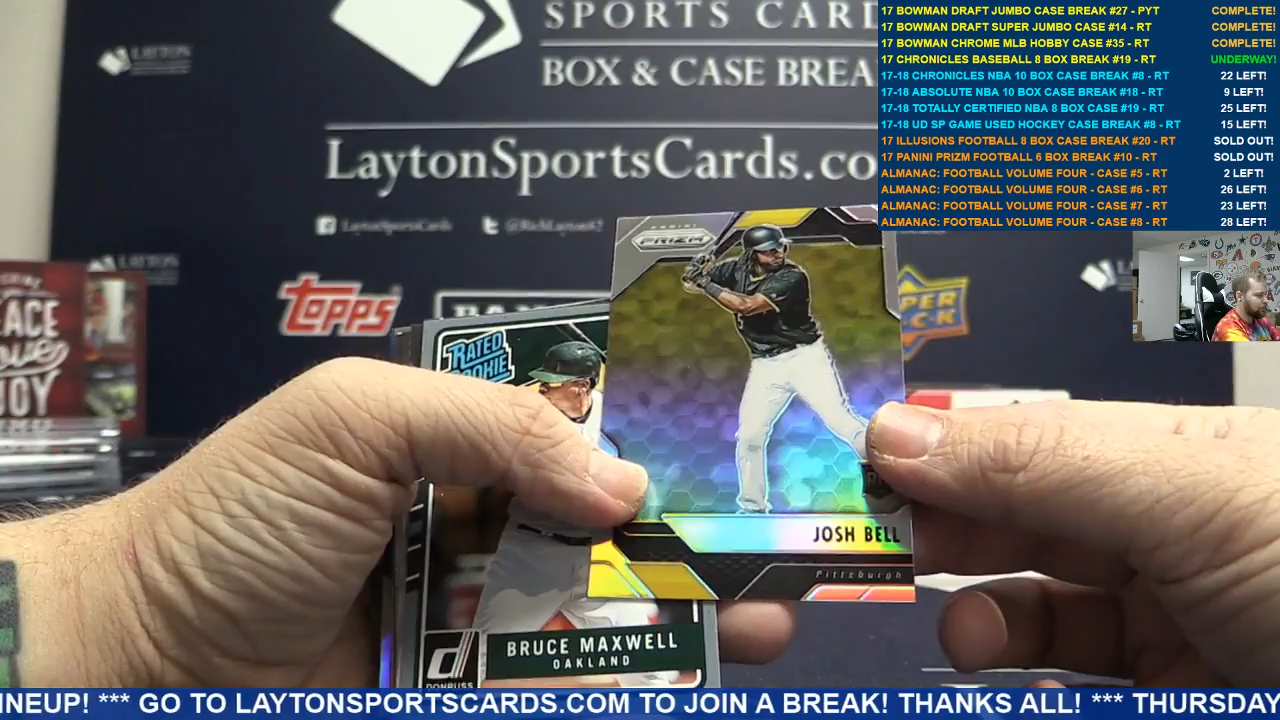 SPORTS CARD
BOX & CASE BREA
LaytonSportsCards.co
LaytonSportsCards
@RichLayton42
LAYTON
topps
PER
CK
ACE
OY
RATED
ROOKIE
PANINI
PRIZM
JOSH BELL
Pittsburgh
BRUCE MAXWELL
OAKLAND
DONRUSS
17 BOWMAN DRAFT JUMBO CASE BREAK #27 - PYT COMPLETE!
17 BOWMAN DRAFT SUPER JUMBO CASE #14 - RT COMPLETE!
17 BOWMAN CHROME MLB HOBBY CASE #35 - RT COMPLETE!
17 CHRONICLES BASEBALL 8 BOX BREAK #19 - RT UNDERWAY!
17-18 CHRONICLES NBA 10 BOX CASE BREAK #8 - RT 22 LEFT!
17-18 ABSOLUTE NBA 10 BOX CASE BREAK #18 - RT 9 LEFT!
17-18 TOTALLY CERTIFIED NBA 8 BOX CASE #19 - RT 25 LEFT!
17-18 UD SP GAME USED HOCKEY CASE BREAK #8 - RT 15 LEFT!
17 ILLUSIONS FOOTBALL 8 BOX CASE BREAK #20 - RT SOLD OUT!
17 PANINI PRIZM FOOTBALL 6 BOX BREAK #10 - RT SOLD OUT!
ALMANAC: FOOTBALL VOLUME FOUR - CASE #5 - RT 2 LEFT!
ALMANAC: FOOTBALL VOLUME FOUR - CASE #6 - RT 26 LEFT!
ALMANAC: FOOTBALL VOLUME FOUR - CASE #7 - RT 23 LEFT!
ALMANAC: FOOTBALL VOLUME FOUR - CASE #8 - RT 28 LEFT!
INEUP! *** GO TO LAYTONSPORTSCARDS.COM TO JOIN A BREAK! THANKS ALL! *** THURSDAY